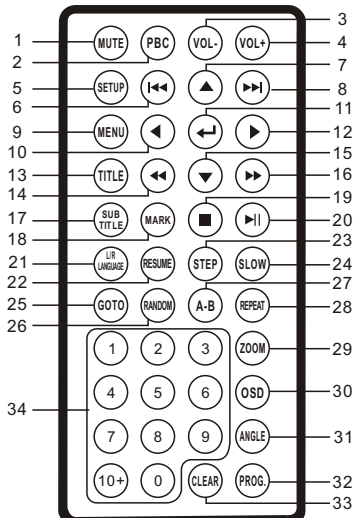 3
1 MUTE PBC VOL- VOL+ 4
2 7
5 SETUP 8
6 11
9 MENU 12
10 15
13 TITLE 16
14 19
17 SUB TITLE MARK 20
18 23
21 L/R LANGUAGE RESUME STEP SLOW 24
22 27
25 GOTO RANDOM A-B REPEAT 28
26
1 2 3 ZOOM 29
34 4 5 6 OSD 30
7 8 9 ANGLE 31
10+ 0 CLEAR PROG. 32
33